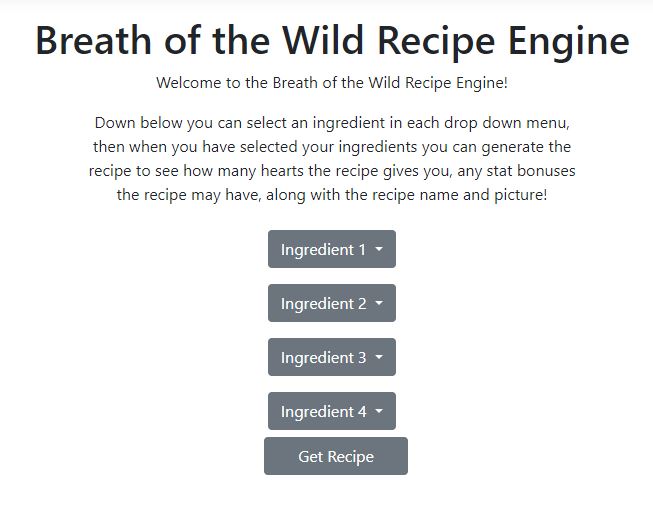 Breath of the Wild Recipe Engine
Welcome to the Breath of the Wild Recipe Engine!
Down below you can select an ingredient in each drop down menu,
then when you have selected your ingredients you can generate the
recipe to see how many hearts the recipe gives you, any stat bonuses
the recipe may have, along with the recipe name and picture!
Ingredient 1
Ingredient 2
Ingredient 3
Ingredient 4
Get Recipe